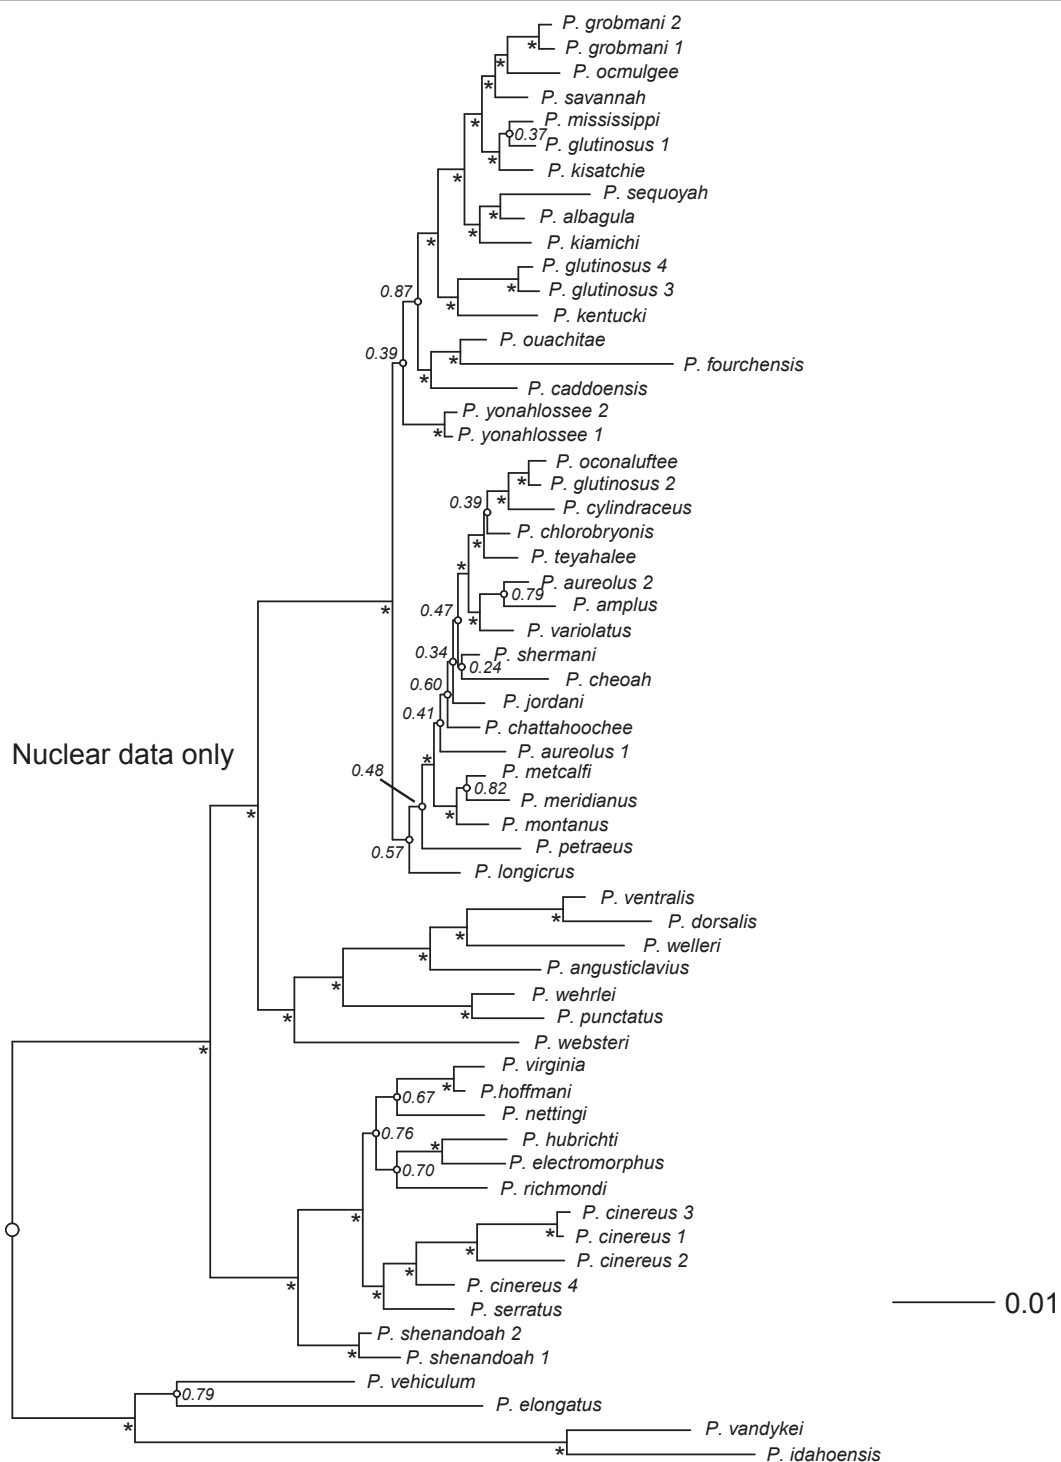 P. grobmani 2
P. grobmani 1
*
P. ocmulgee
*
*
P. savannah
P. mississippi
*
0.37
P. glutinosus 1
*
P. kisatchie
*
P. sequoyah
*
P. albagula
*
P. kiamichi
*
P. glutinosus 4
*
P. glutinosus 3
0.87
*
P. kentucki
P. ouachitae
0.39
*
P. fourchensis
*
P. caddoensis
P. yonahlossee 2
*
P. yonahlossee 1
P. oconaluftee
*
P. glutinosus 2
0.39
*
P. cylindraceus
P. chlorobryonis
*
P. teyahalee
*
P. aureolus 2
0.79
P. amplus
*
0.47
*
P. variolatus
0.34
P. shermani
0.24
P. cheoah
0.60
P. jordani
0.41
P. chattahoochee
Nuclear data only
P. aureolus 1
*
0.48
P. metcalfi
0.82
P. meridianus
*
*
P. montanus
0.57
P. petraeus
P. longicrus
P. ventralis
*
P. dorsalis
*
P. welleri
*
P. angusticlavius
*
P. wehrlei
*
P. punctatus
*
P. websteri
*
P. virginia
*
P.hoffmani
0.67
P. nettingi
0.76
P. hubrichti
*
P. electromorphus
0.70
P. richmondi
*
P. cinereus 3
*
P. cinereus 1
*
P. cinereus 2
*
P. cinereus 4
*
*
P. serratus
0.01
P. shenandoah 2
*
P. shenandoah 1
P. vehiculum
0.79
P. elongatus
*
P. vandykei
*
P. idahoensis